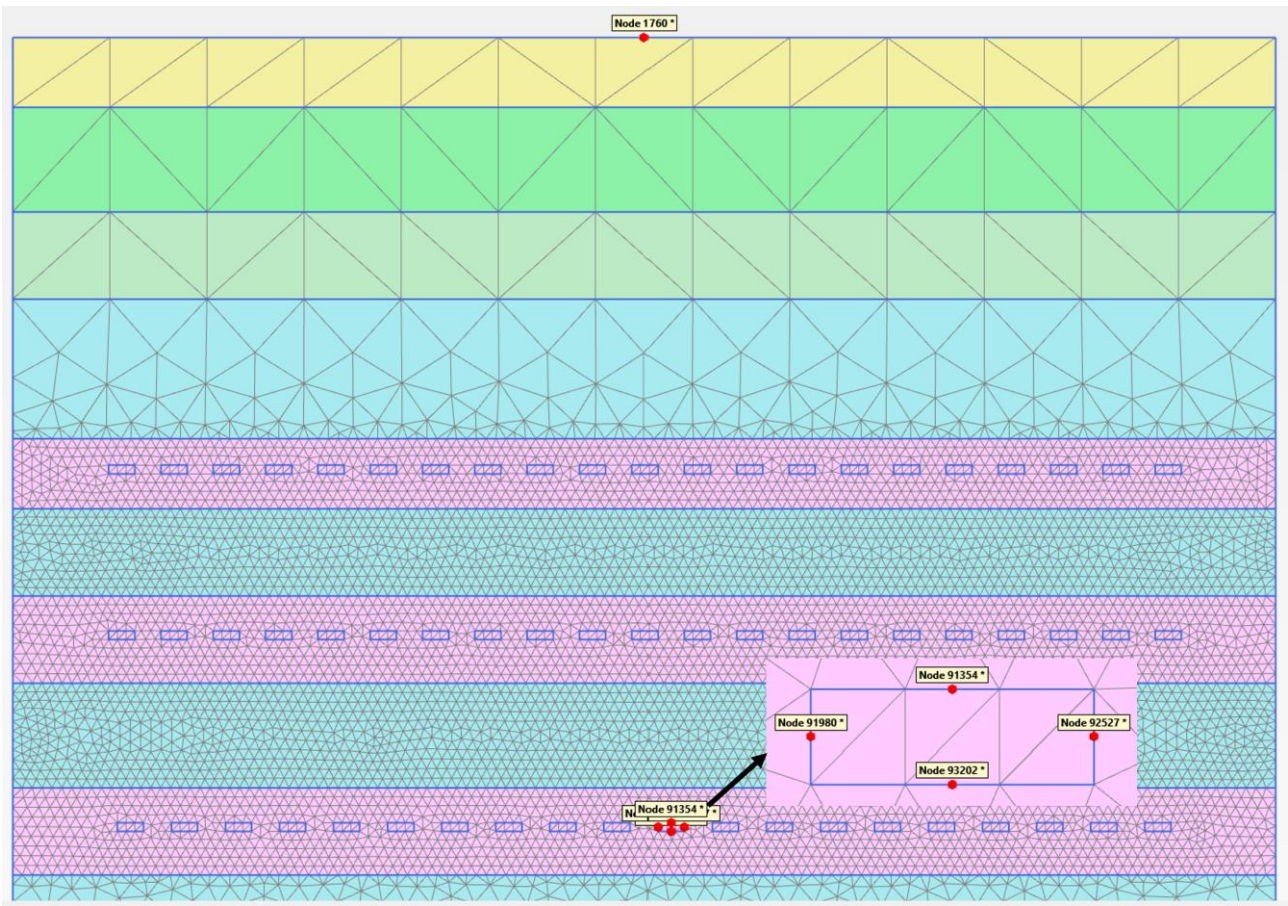 Node 1760 *
Node 91354 *
Node 91980 *
Node 92527 *
Node 93202 *
Node 91354 *